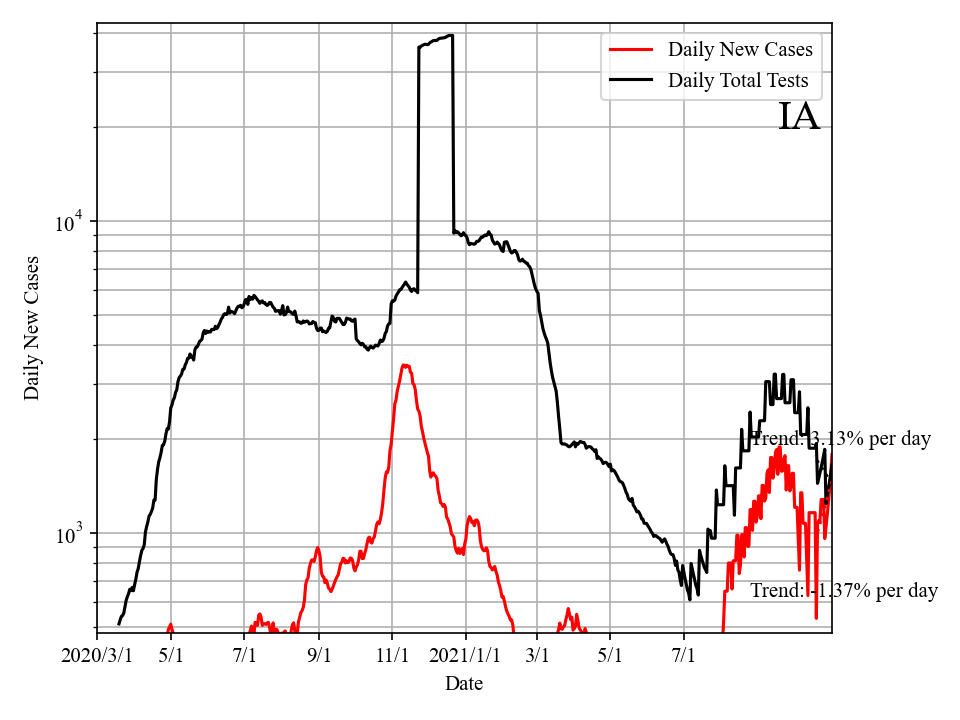 Daily New Cases
Daily Total Tests
IA
10^4
Daily New Cases
Trend: 3.13% per day
10^3
Trend: -1.37% per day
2020/3/1 5/1 7/1 9/1 11/1 2021/1/1 3/1 5/1 7/1
Date